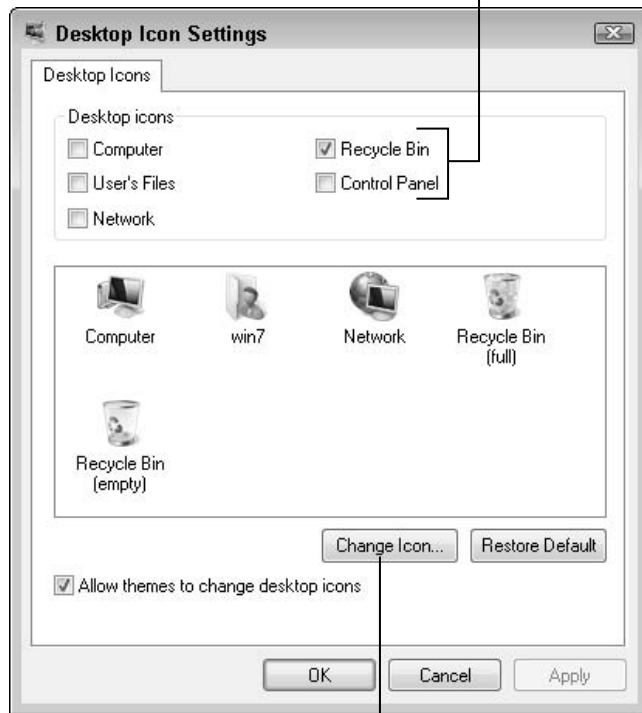 Desktop Icon Settings
Desktop Icons
Desktop icons
Computer
Recycle Bin
User's Files
Control Panel
Network
Computer
win7
Network
Recycle Bin
(full)
Recycle Bin
(empty)
Change Icon...
Restore Default
Allow themes to change desktop icons
OK
Cancel
Apply